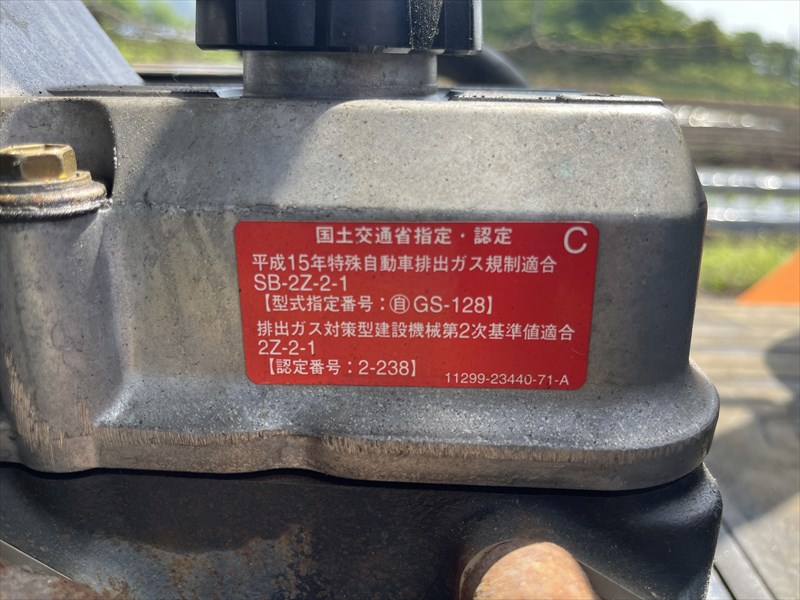 国土交通省指定・認定 C
平成15年特殊自動車排出ガス規制適合
SB-2Z-2-1
【型式指定番号:㉂GS-128】
排出ガス対策型建設機械第2次基準値適合
2Z-2-1
【認定番号:2-238】
11299-23440-71-A